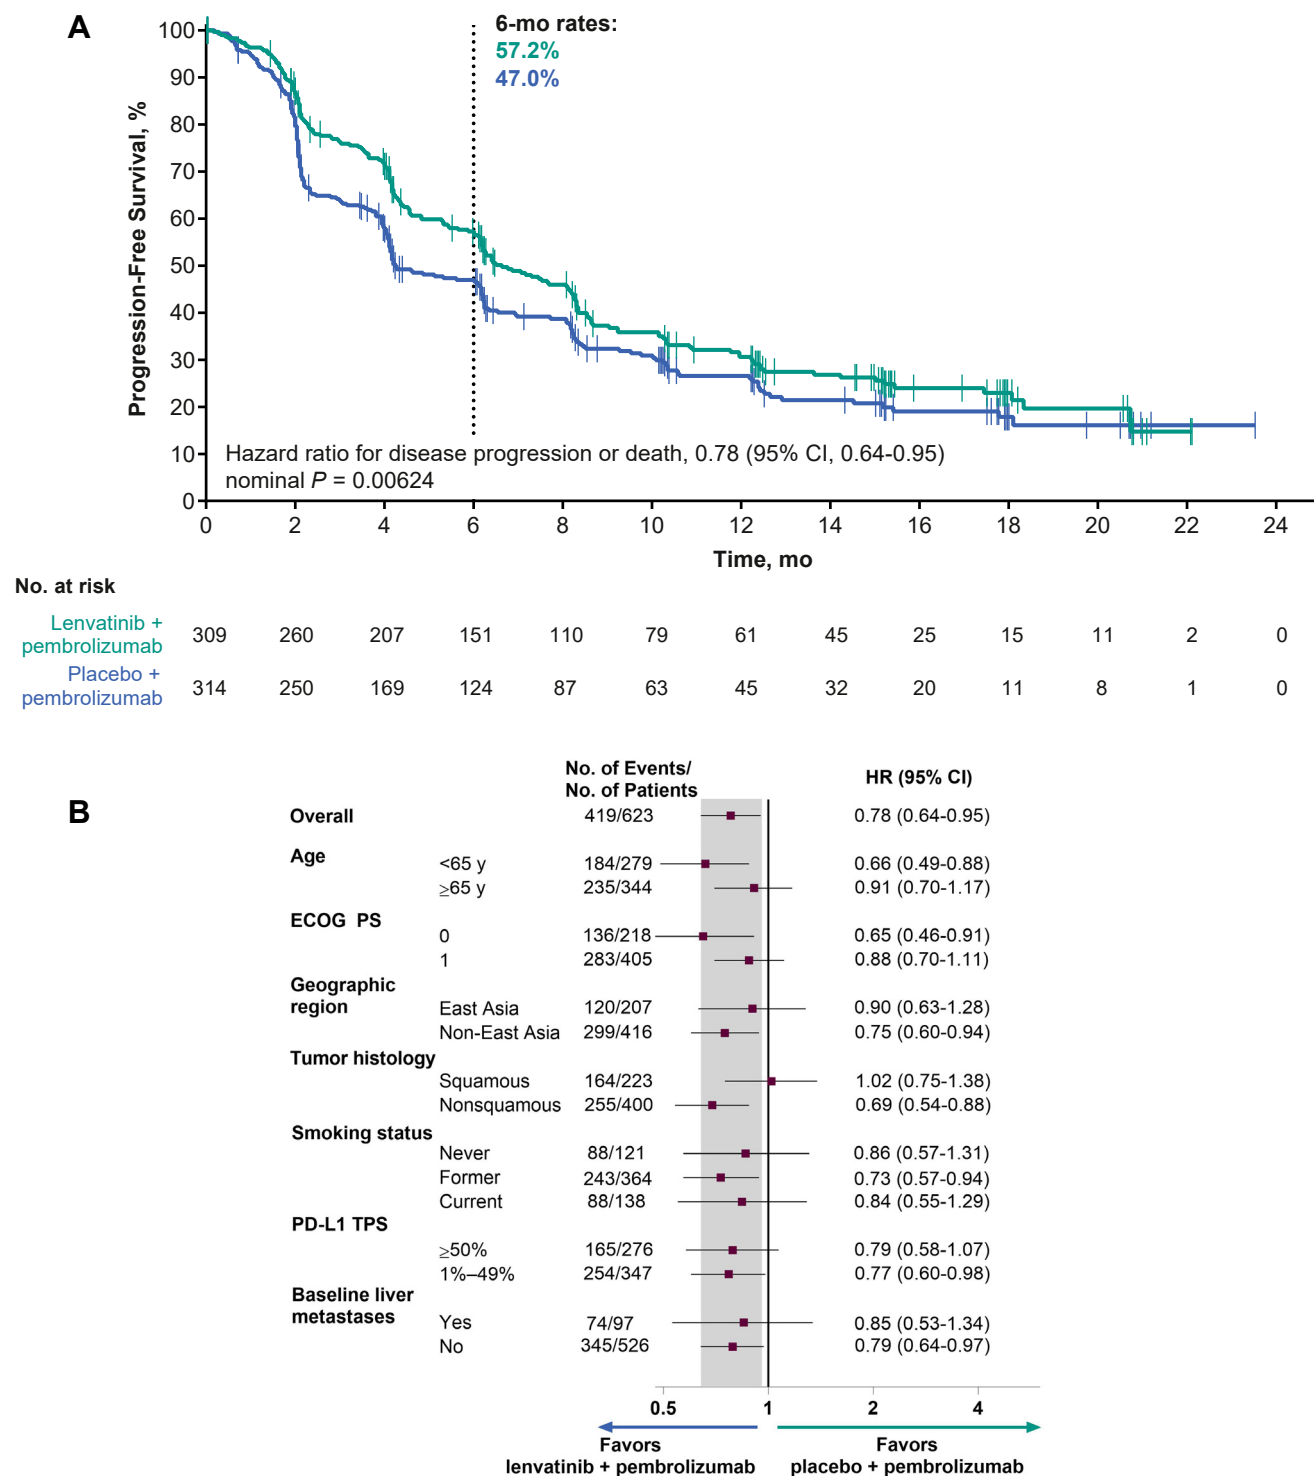 A
6-mo rates:
57.2%
47.0%
Progression-Free Survival, %
100
90
80
70
60
50
40
30
20
10
0
Hazard ratio for disease progression or death, 0.78 (95% CI, 0.64-0.95)
nominal P = 0.00624
0 2 4 6 8 10 12 14 16 18 20 22 24
Time, mo
No. at risk
Lenvatinib +
pembrolizumab 309 260 207 151 110 79 61 45 25 15 11 2 0
Placebo +
pembrolizumab 314 250 169 124 87 63 45 32 20 11 8 1 0
B
No. of Events/
No. of Patients
HR (95% CI)
Overall 419/623 0.78 (0.64-0.95)
Age
<65 y 184/279 0.66 (0.49-0.88)
≥65 y 235/344 0.91 (0.70-1.17)
ECOG PS
0 136/218 0.65 (0.46-0.91)
1 283/405 0.88 (0.70-1.11)
Geographic
region
East Asia 120/207 0.90 (0.63-1.28)
Non-East Asia 299/416 0.75 (0.60-0.94)
Tumor histology
Squamous 164/223 1.02 (0.75-1.38)
Nonsquamous 255/400 0.69 (0.54-0.88)
Smoking status
Never 88/121 0.86 (0.57-1.31)
Former 243/364 0.73 (0.57-0.94)
Current 88/138 0.84 (0.55-1.29)
PD-L1 TPS
≥50% 165/276 0.79 (0.58-1.07)
1%–49% 254/347 0.77 (0.60-0.98)
Baseline liver
metastases
Yes 74/97 0.85 (0.53-1.34)
No 345/526 0.79 (0.64-0.97)
0.5 1 2 4
Favors
lenvatinib + pembrolizumab
Favors
placebo + pembrolizumab